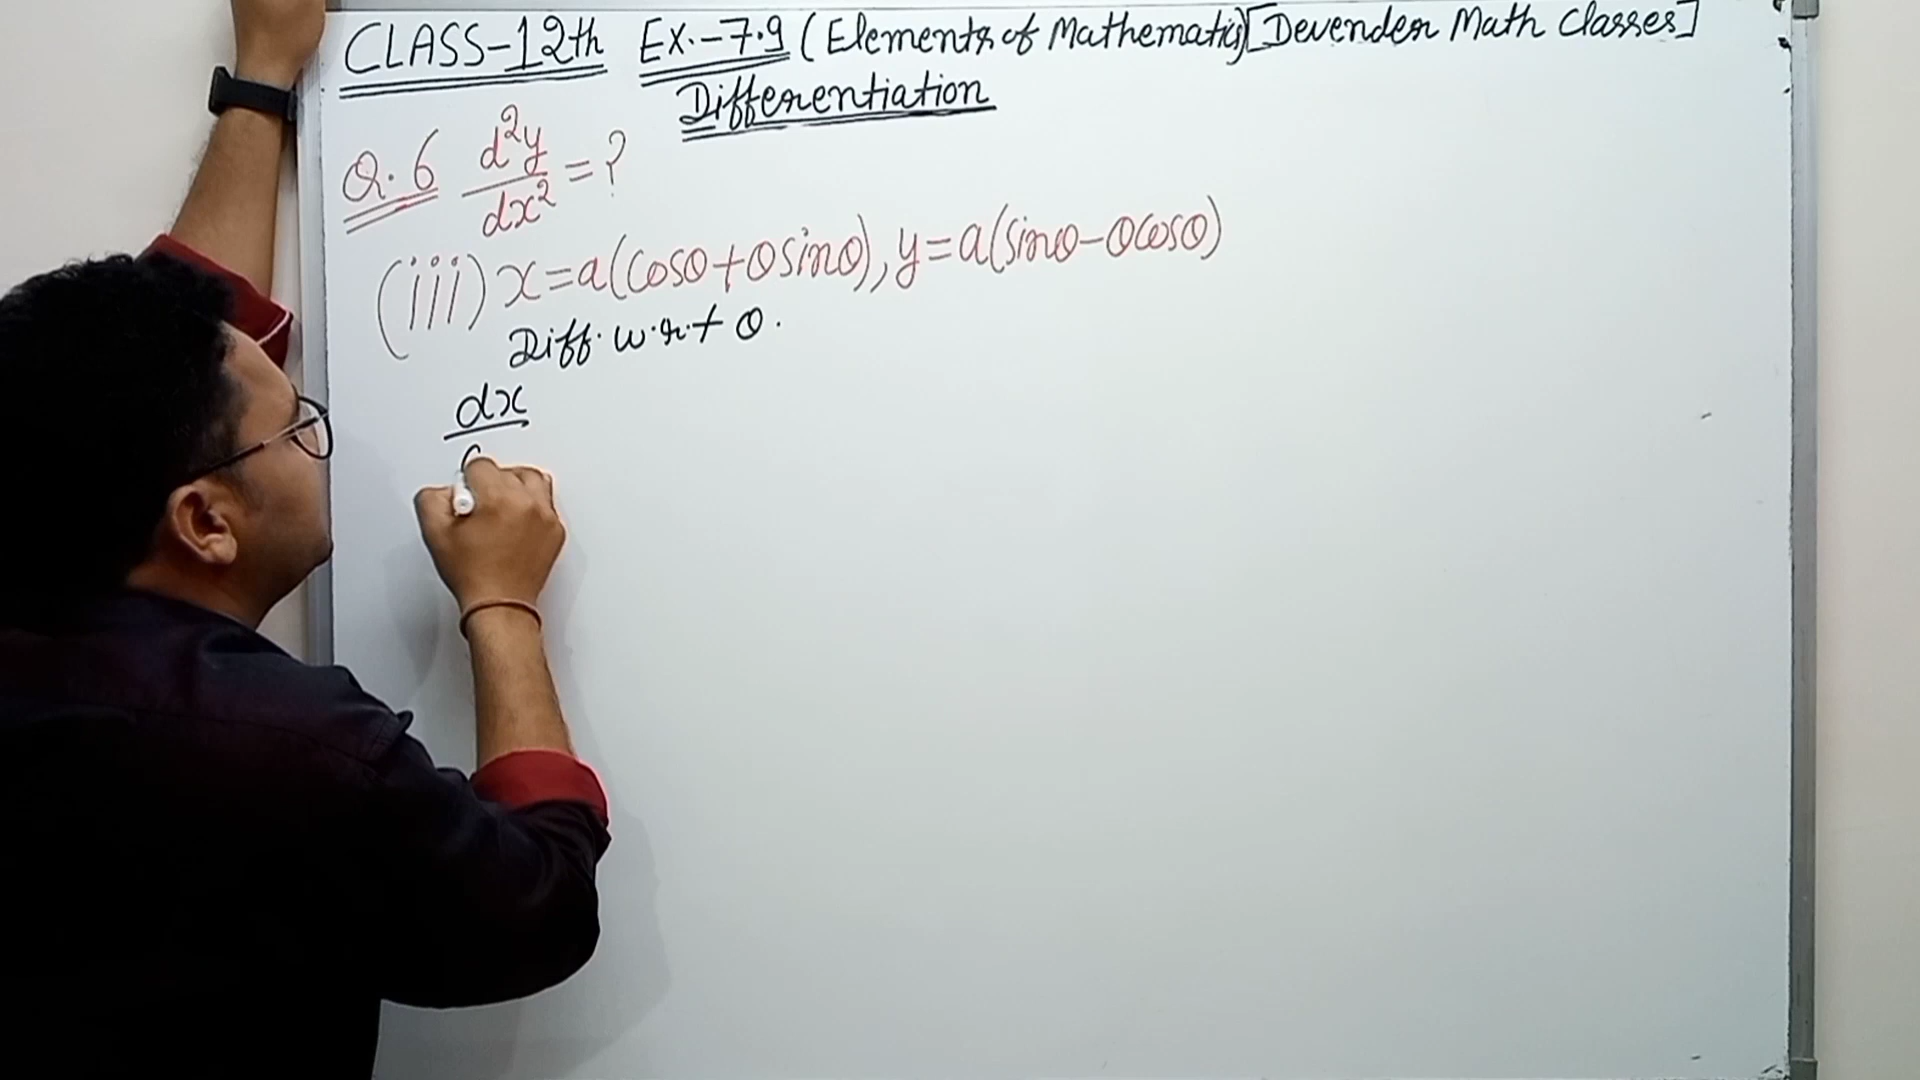 CLASS-12th EX.-7.9 (Elements of Mathematics) [Devender Math Classes]
Differentiation
Q.6 d²y/dx² = ?
(iii) x=a(cosθ+θsinθ), y=a(sinθ-θcosθ)
Diff. w.r.t θ.
dx